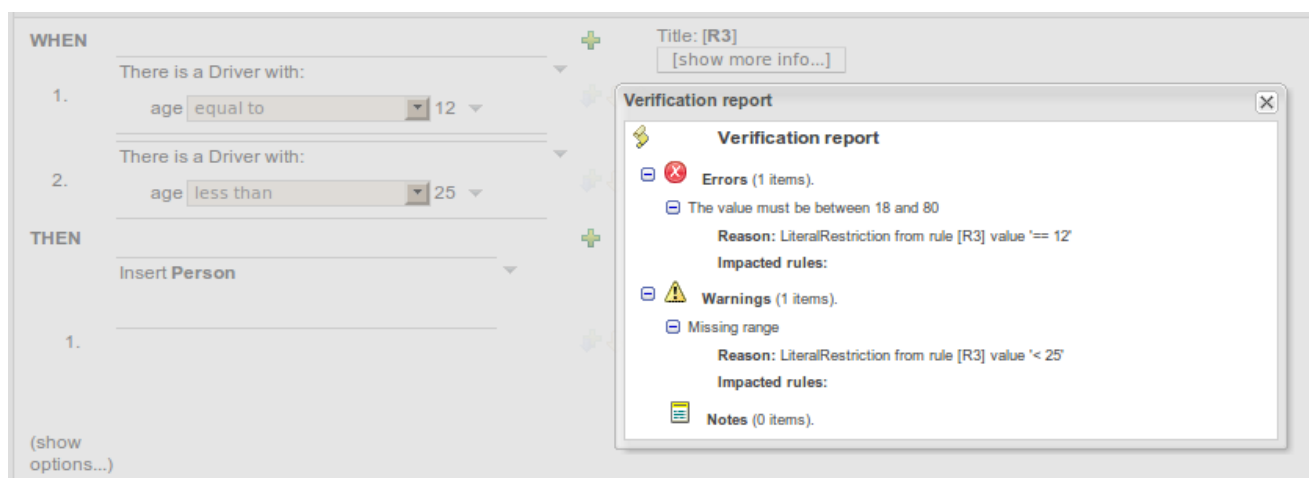 WHEN
Title: [R3]
[show more info...]
There is a Driver with:
1.
age equal to 12
There is a Driver with:
2.
age less than 25
THEN
Insert Person
1.
(show
options...)
Verification report
Verification report
Errors (1 items).
The value must be between 18 and 80
Reason: LiteralRestriction from rule [R3] value '== 12'
Impacted rules:
Warnings (1 items).
Missing range
Reason: LiteralRestriction from rule [R3] value '< 25'
Impacted rules:
Notes (0 items).